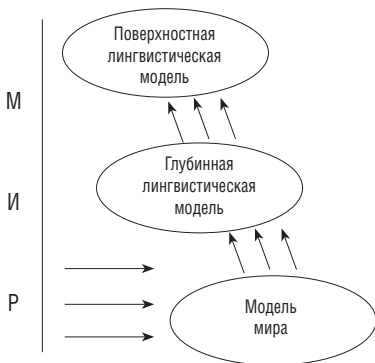 Поверхностная
лингвистическая
модель
М
Глубинная
лингвистическая
модель
И
Р
Модель
мира